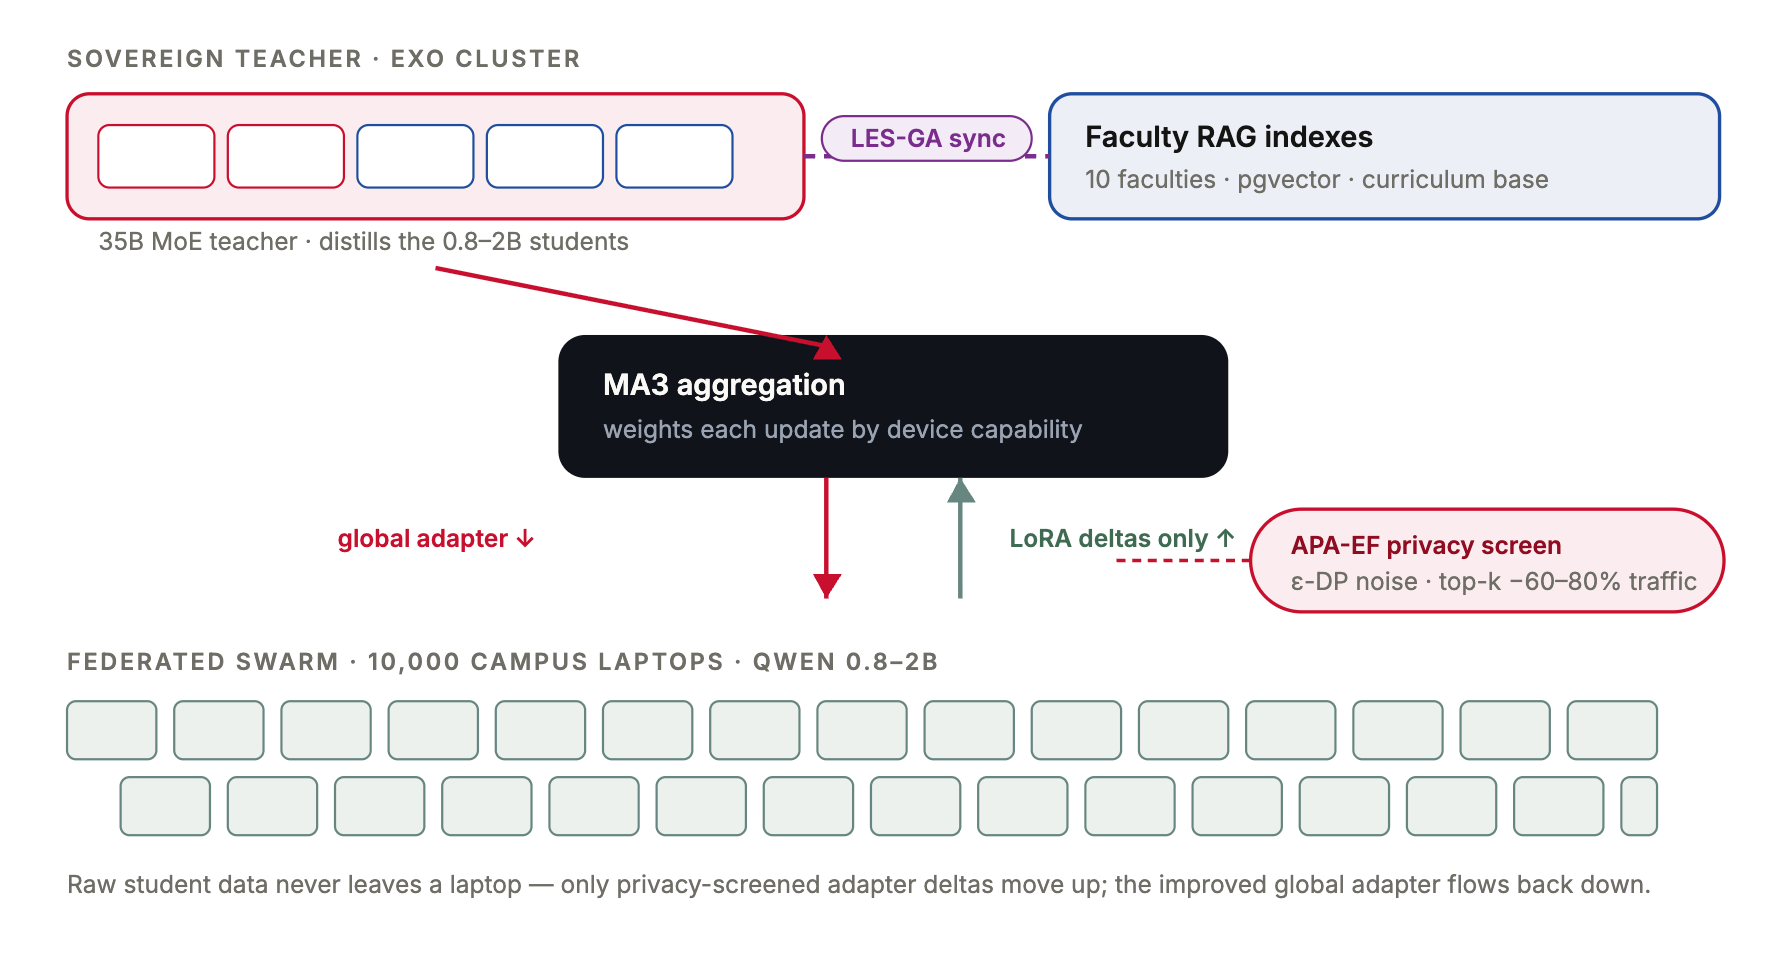 SOVEREIGN TEACHER · EXO CLUSTER
LES-GA sync
Faculty RAG indexes
10 faculties · pgvector · curriculum base
35B MoE teacher · distills the 0.8–2B students
MA3 aggregation
weights each update by device capability
global adapter ↓
LoRA deltas only ↑
APA-EF privacy screen
ε-DP noise · top-k −60–80% traffic
FEDERATED SWARM · 10,000 CAMPUS LAPTOPS · QWEN 0.8–2B
Raw student data never leaves a laptop — only privacy-screened adapter deltas move up; the improved global adapter flows back down.